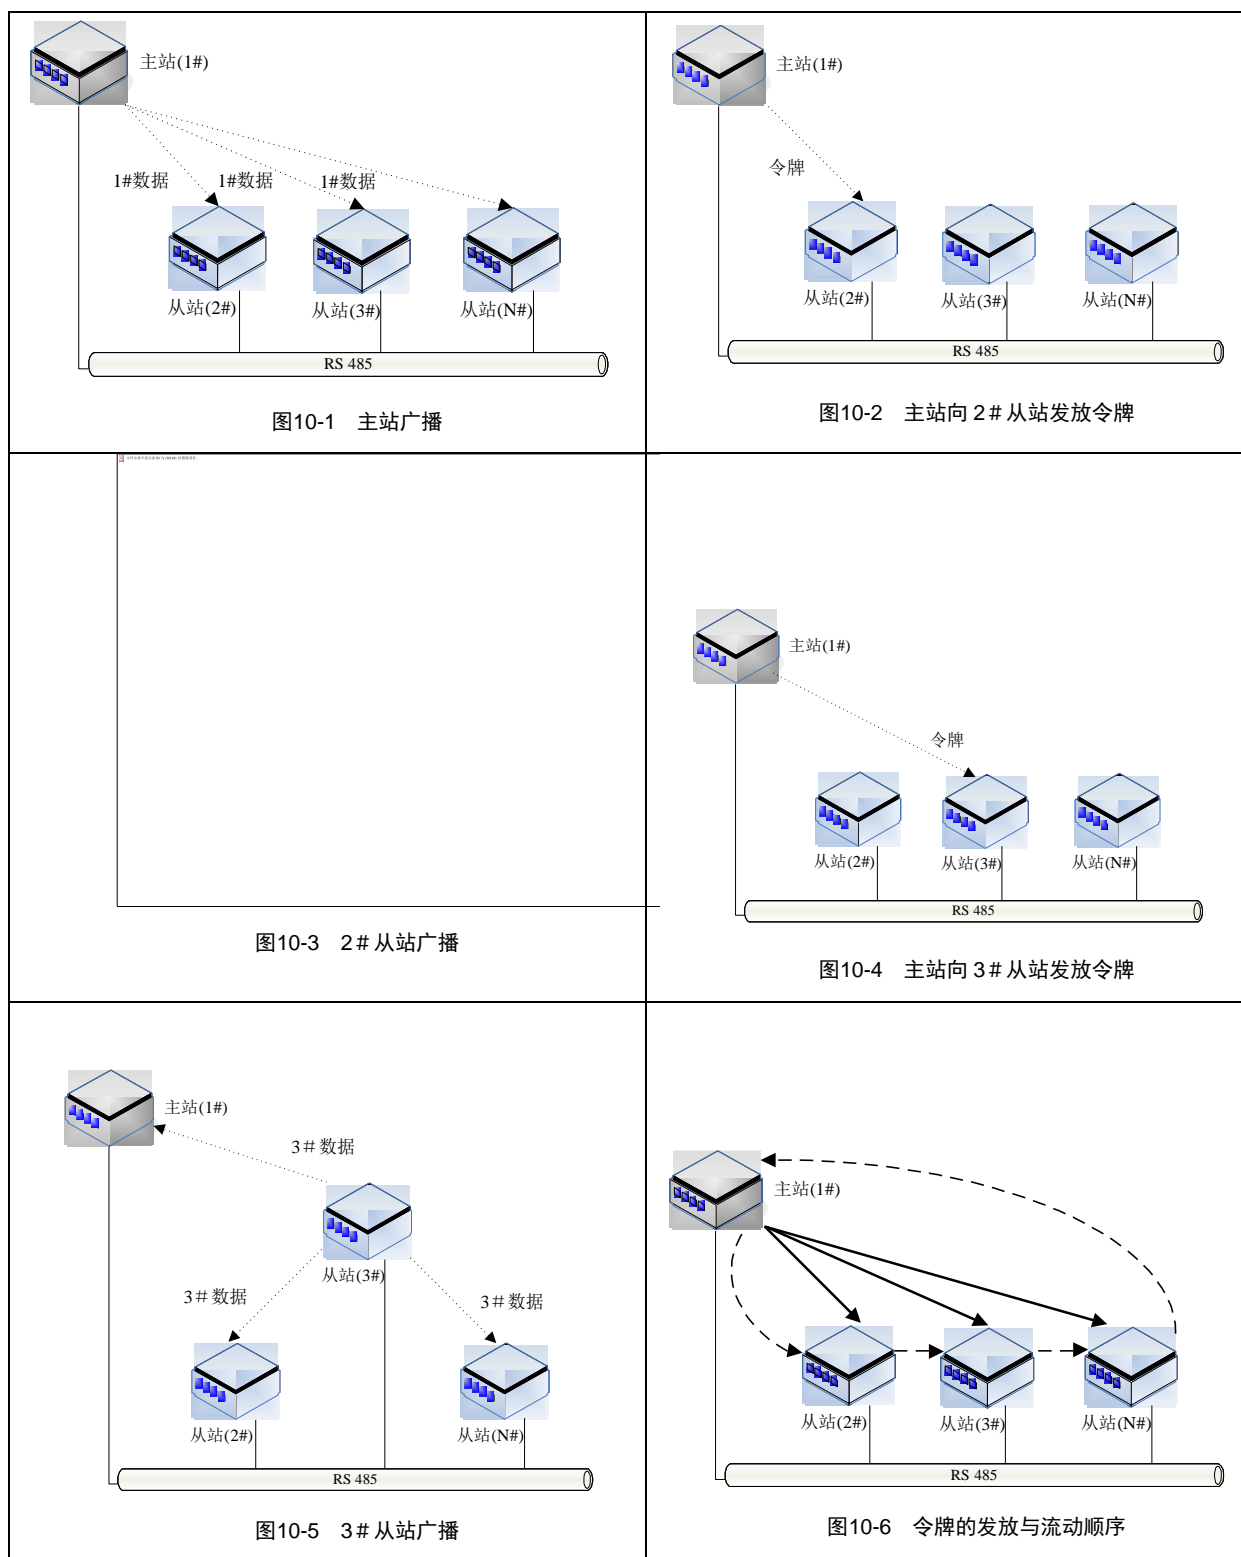 主站(1#)
1#数据
1#数据
1#数据
从站(2#)
从站(3#)
从站(N#)
RS 485
图10-1 主站广播
主站(1#)
令牌
从站(2#)
从站(3#)
从站(N#)
RS 485
图10-2 主站向 2#从站发放令牌
图10-3 2#从站广播
主站(1#)
令牌
从站(2#)
从站(3#)
从站(N#)
RS 485
图10-4 主站向 3#从站发放令牌
主站(1#)
3#数据
从站(3#)
3#数据
3#数据
从站(2#)
从站(N#)
RS 485
图10-5 3#从站广播
主站(1#)
从站(2#)
从站(3#)
从站(N#)
RS 485
图10-6 令牌的发放与流动顺序